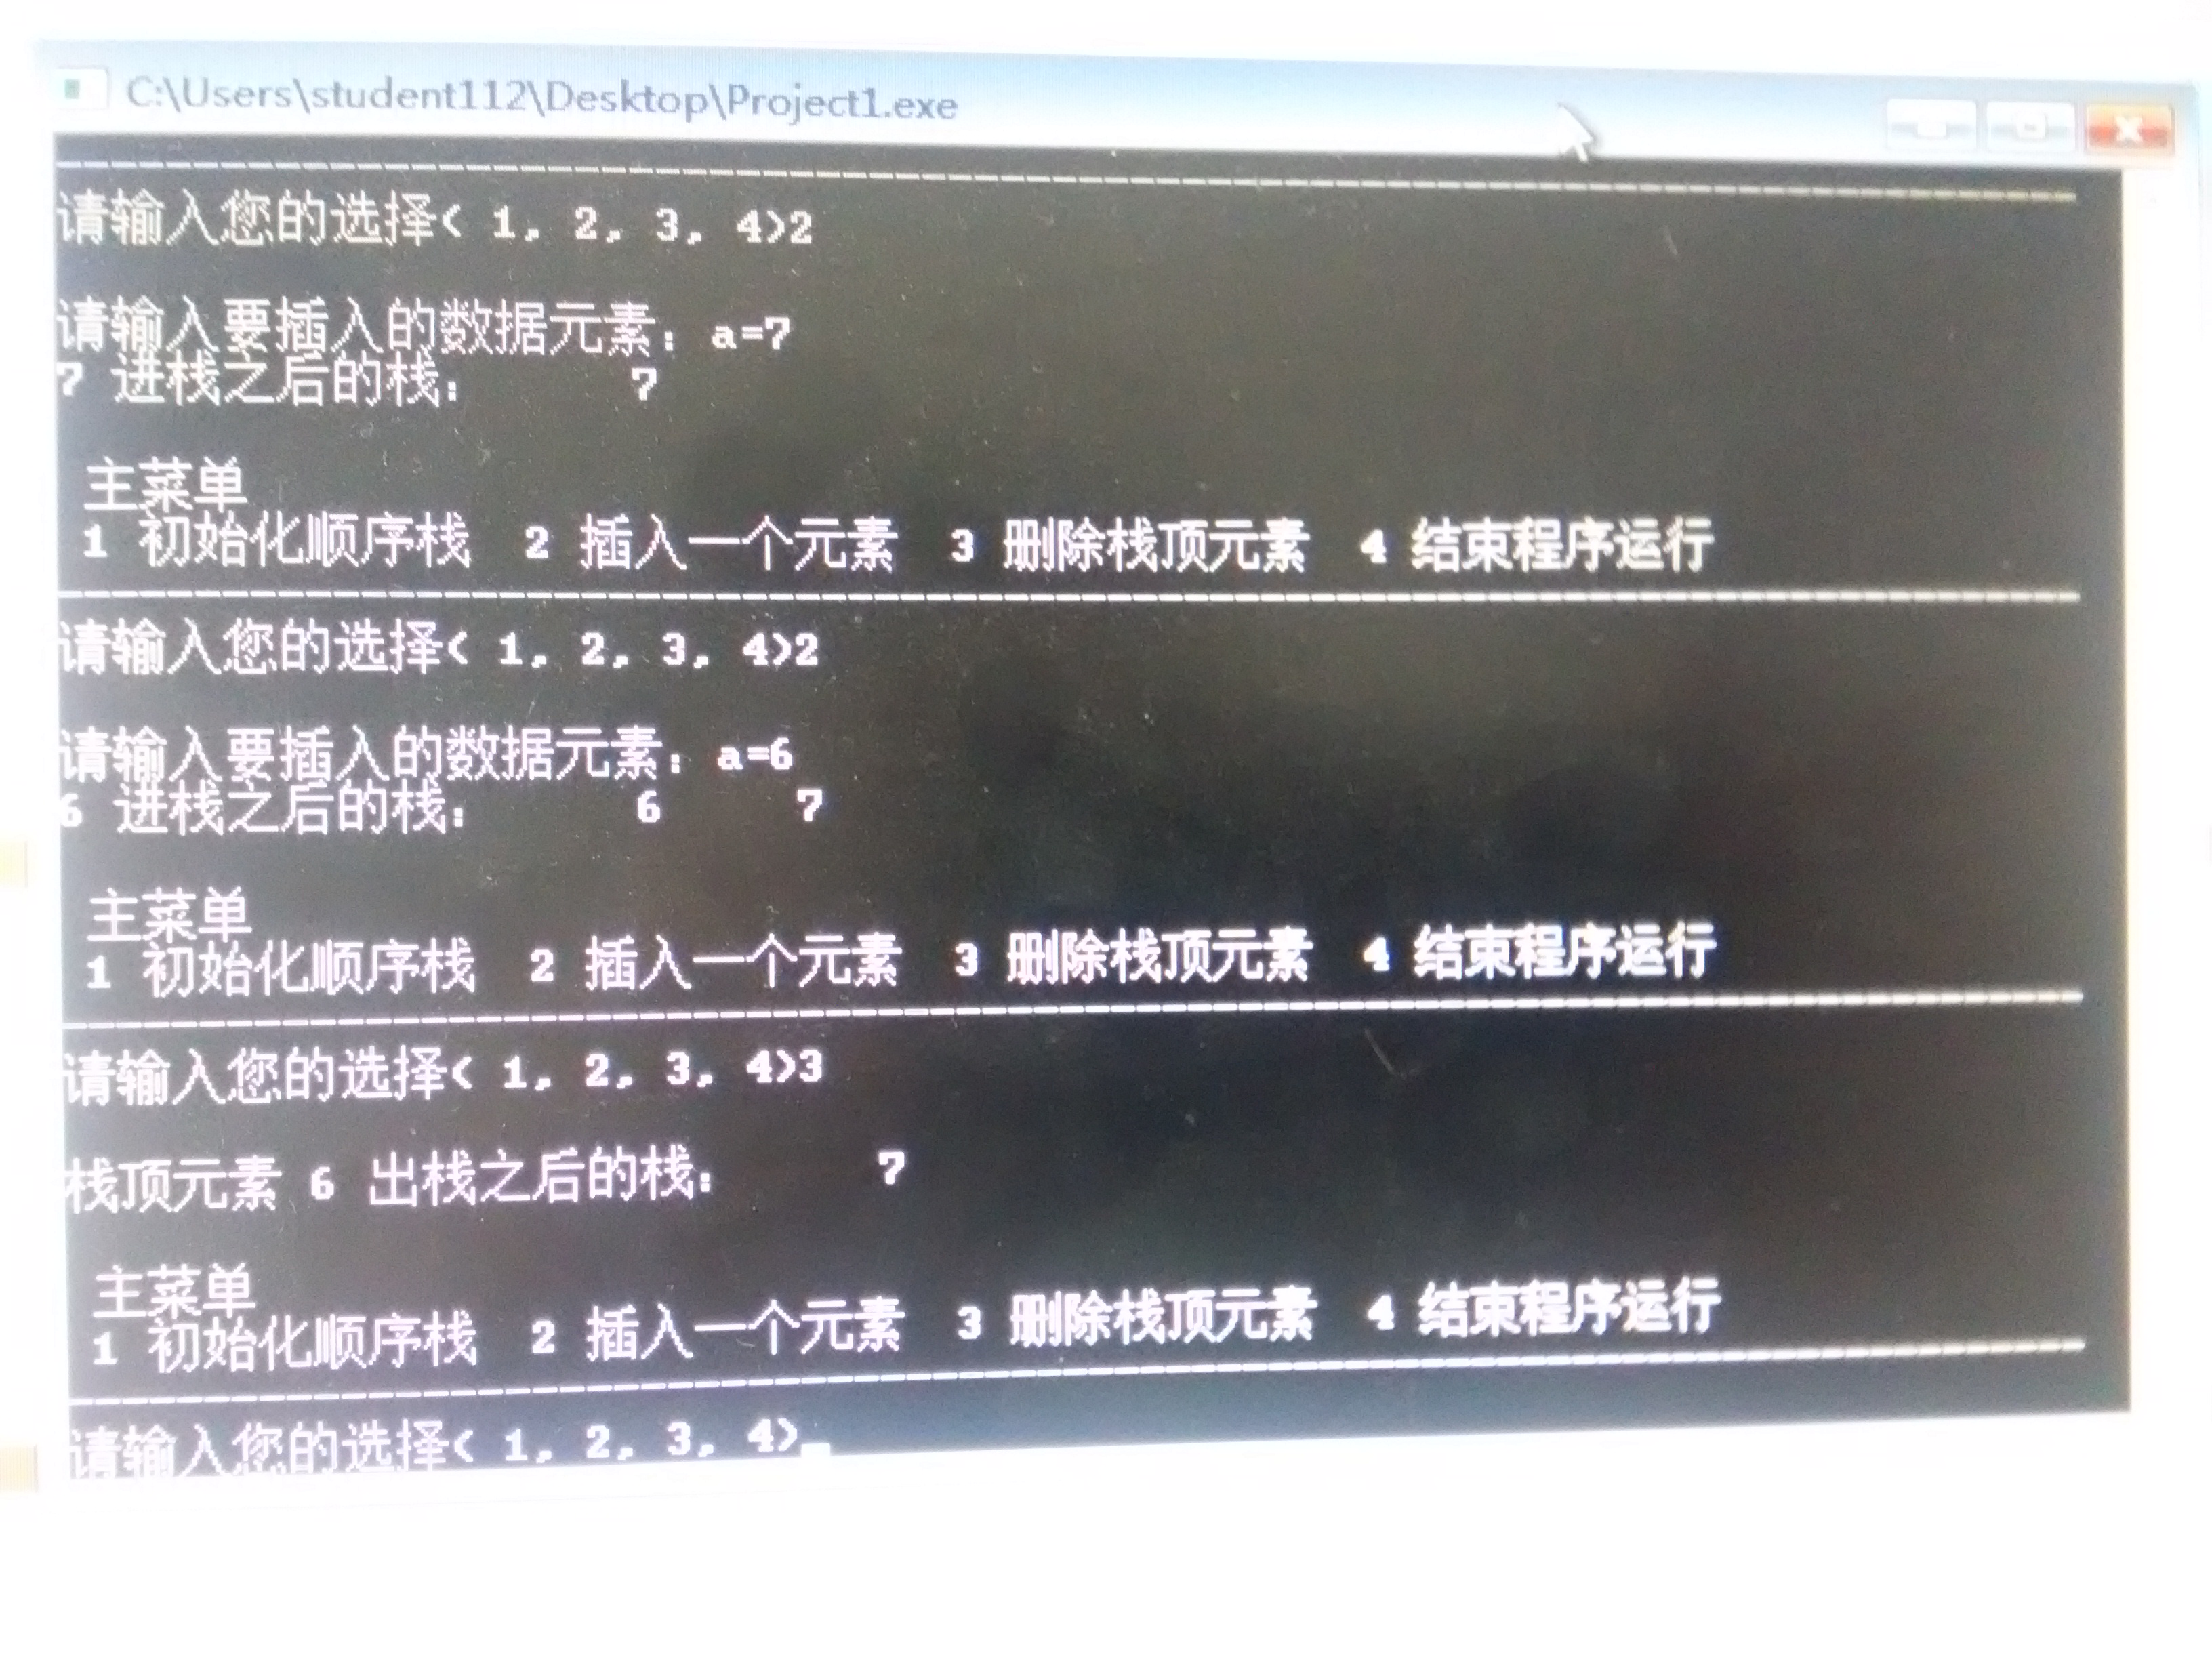 C:\Users\student112\Desktop\Project1.exe
请输入您的选择< 1, 2, 3, 4>2
请输入要插入的数据元素: a=7
7 进栈之后的栈: 7
主菜单
1 初始化顺序栈 2 插入一个元素 3 删除栈顶元素 4 结束程序运行
请输入您的选择< 1, 2, 3, 4>2
请输入要插入的数据元素: a=6
6 进栈之后的栈: 6 7
主菜单
1 初始化顺序栈 2 插入一个元素 3 删除栈顶元素 4 结束程序运行
请输入您的选择< 1, 2, 3, 4>3
栈顶元素 6 出栈之后的栈: 7
主菜单
1 初始化顺序栈 2 插入一个元素 3 删除栈顶元素 4 结束程序运行
请输入您的选择< 1, 2, 3, 4>_